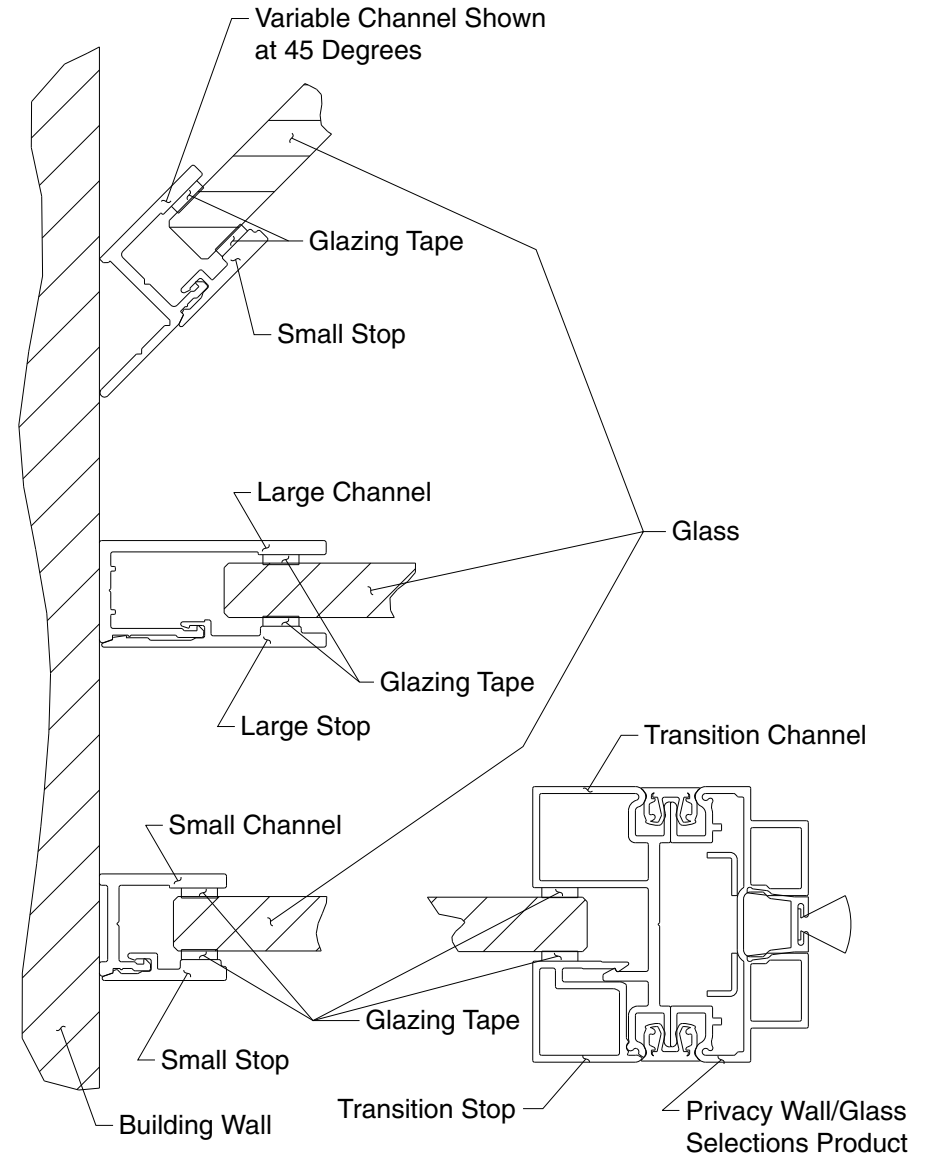 Variable Channel Shown
at 45 Degrees
Glazing Tape
Small Stop
Large Channel
Glass
Glazing Tape
Large Stop
Transition Channel
Small Channel
Glazing Tape
Small Stop
Transition Stop
Privacy Wall/Glass
Selections Product
Building Wall